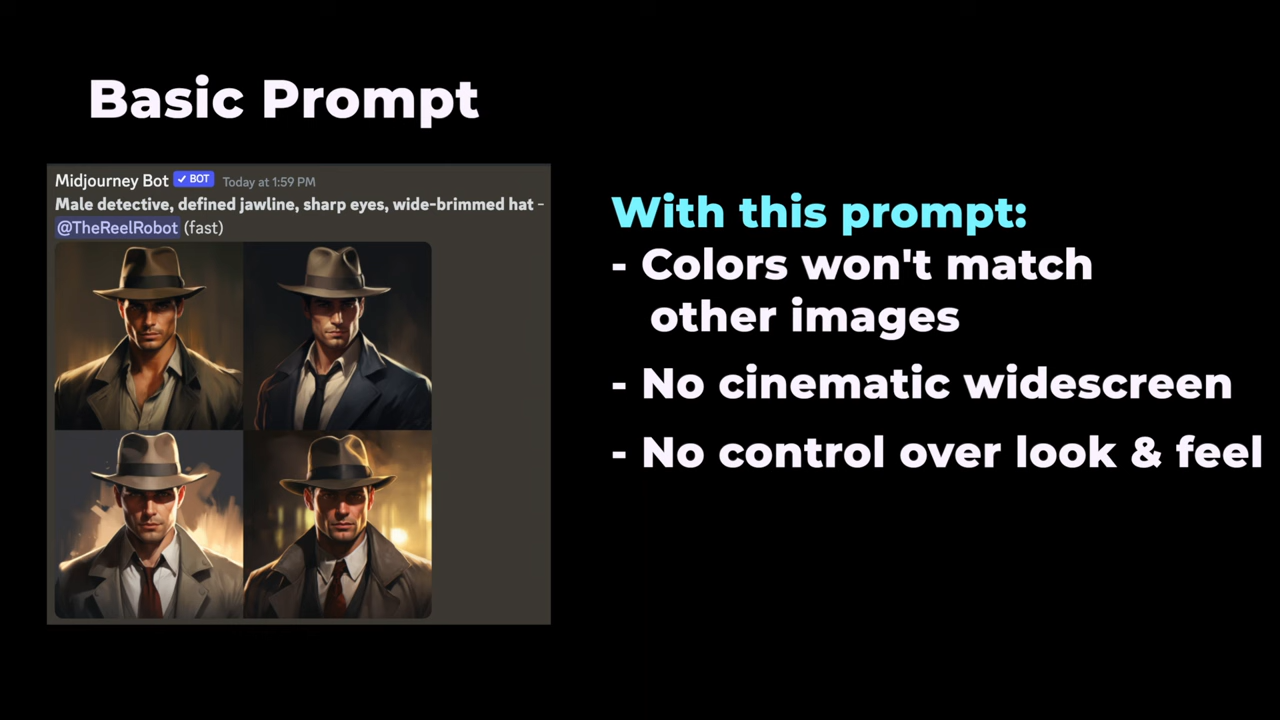 Basic Prompt
Midjourney Bot ✓ BOT Today at 1:59 PM
Male detective, defined jawline, sharp eyes, wide-brimmed hat -
@TheReelRobot (fast)
With this prompt:
- Colors won't match
other images
- No cinematic widescreen
- No control over look & feel